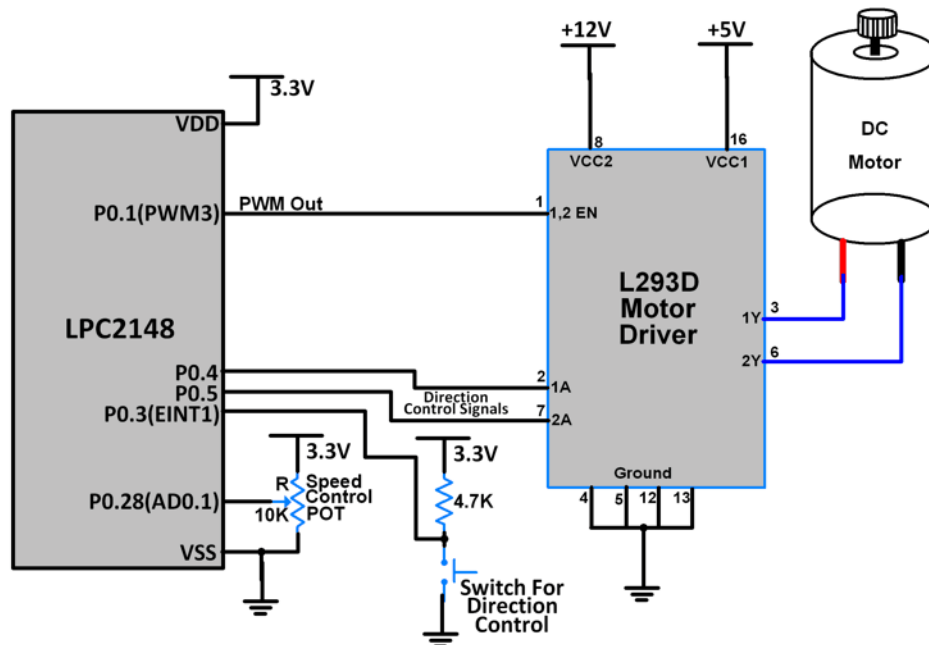 +12V
+5V
3.3V
VDD
8
16
VCC2
VCC1
DC
Motor
P0.1(PWM3)
PWM Out
1
1,2 EN
LPC2148
L293D
Motor
Driver
1Y
3
2Y
6
P0.4
P0.5
P0.3(EINT1)
2
1A
Direction
Control Signals
7
2A
3.3V
3.3V
R
Speed
Control
POT
10K
P0.28(AD0.1)
4.7K
Ground
4
5
12
13
VSS
Switch For
Direction
Control